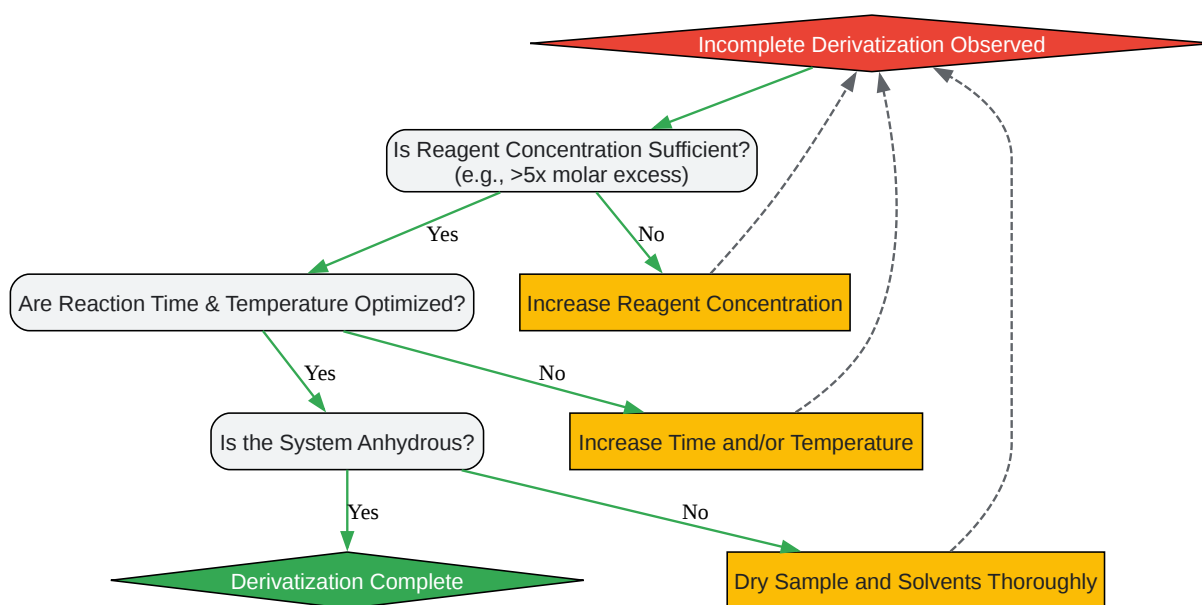 Incomplete Derivatization Observed
Is Reagent Concentration Sufficient?
(e.g., >5x molar excess)
Yes
No
Are Reaction Time & Temperature Optimized?
Increase Reagent Concentration
Yes
No
Is the System Anhydrous?
Increase Time and/or Temperature
Yes
No
Derivatization Complete
Dry Sample and Solvents Thoroughly